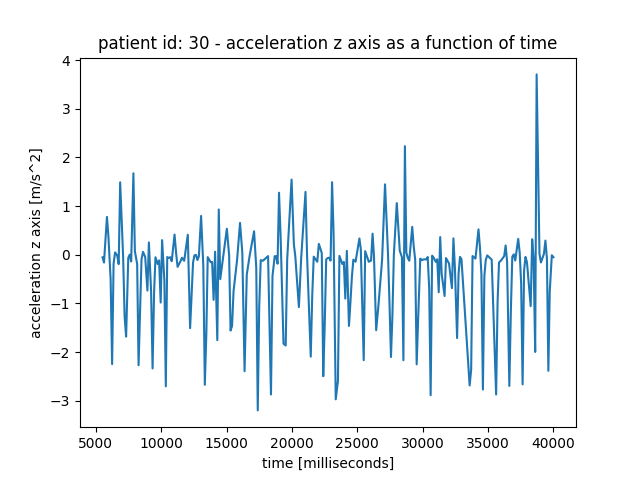 patient id: 30 - acceleration z axis as a function of time
acceleration z axis [m/s^2]
4
3
2
1
0
−1
−2
−3
5000 10000 15000 20000 25000 30000 35000 40000
time [milliseconds]